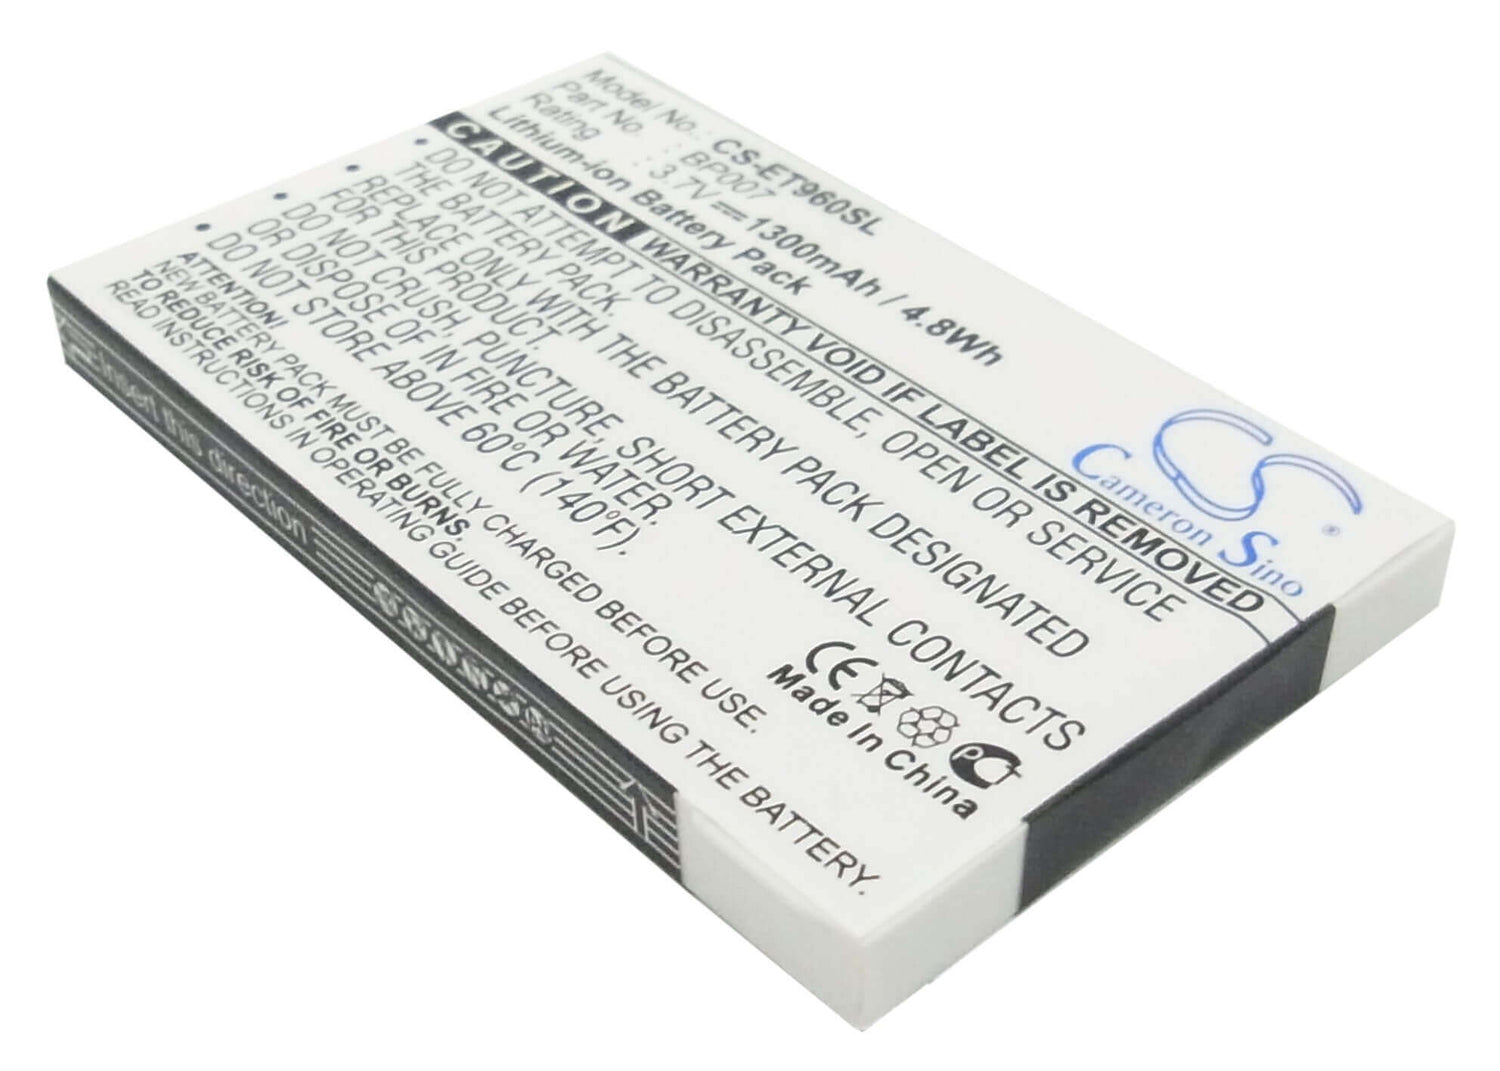 Model No. : CS-ET960SL
Part No. : BP007
Rating : 3.7V 1300mAh / 4.8Wh
Lithium-ion Battery Pack
CAUTION WARRANTY VOID IF LABEL IS REMOVED
• DO NOT ATTEMPT TO DISASSEMBLE, OPEN OR SERVICE
THE BATTERY PACK.
• REPLACE ONLY WITH THE BATTERY PACK DESIGNATED
FOR THIS PRODUCT.
• DO NOT CRUSH, PUNCTURE, SHORT EXTERNAL CONTACTS
OR DISPOSE OF IN FIRE OR WATER.
• DO NOT STORE ABOVE 60°C (140°F).
ATTENTION!
NEW BATTERY PACK MUST BE FULLY CHARGED BEFORE USE.
TO REDUCE RISK OF FIRE OR BURNS.
READ INSTRUCTIONS IN OPERATING GUIDE BEFORE USING THE BATTERY.
CS ®
Cameron Sino
CE
PC
Made In China
Insert this direction